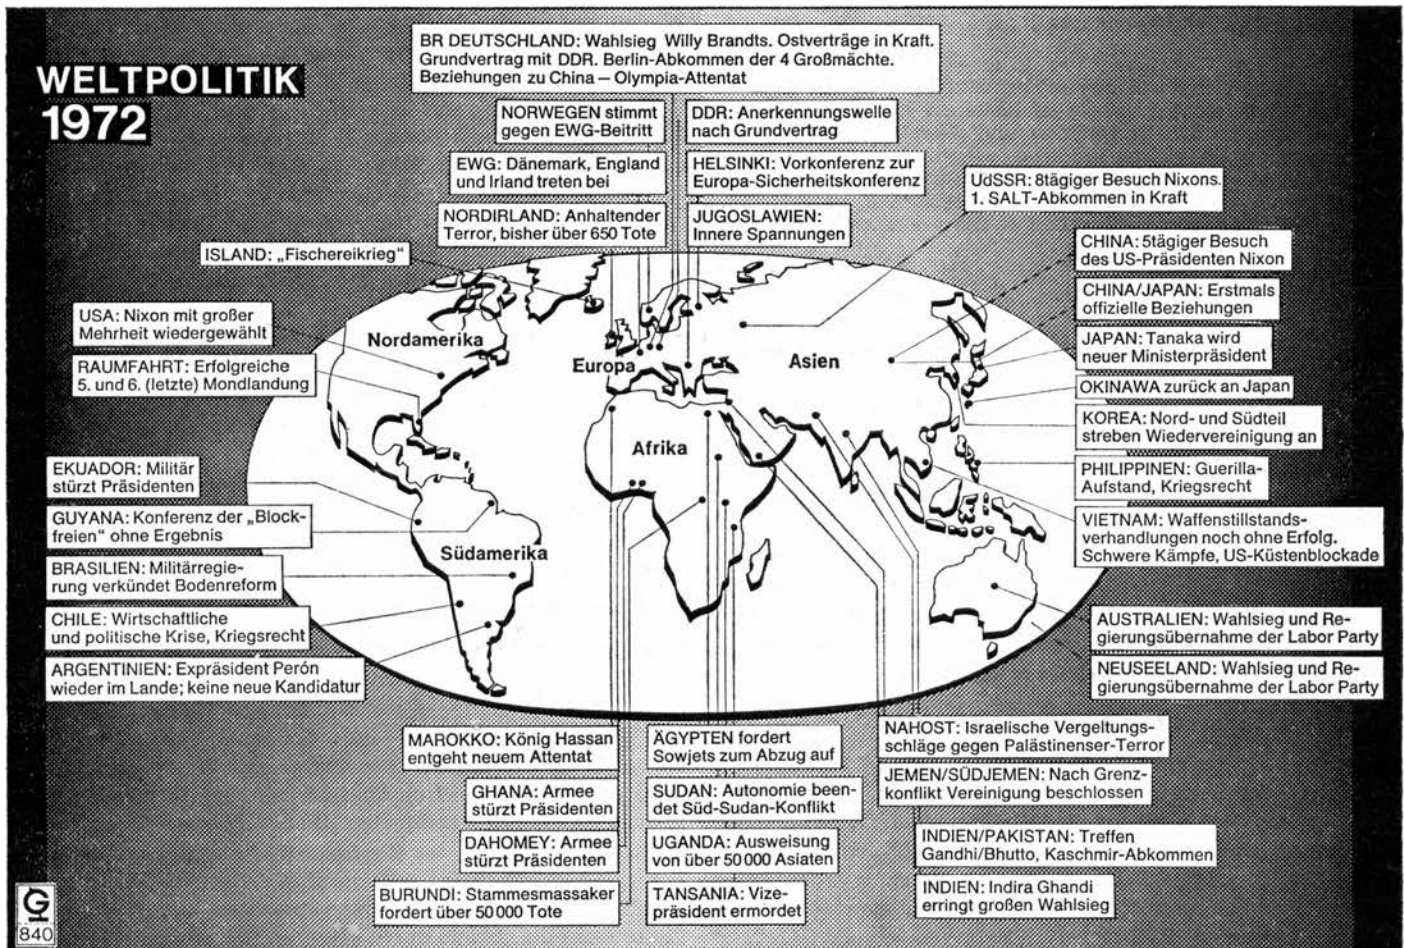 WELTPOLITIK
1972
BR DEUTSCHLAND: Wahlsieg Willy Brandts. Ostverträge in Kraft.
Grundvertrag mit DDR. Berlin-Abkommen der 4 Großmächte.
Beziehungen zu China – Olympia-Attentat
NORWEGEN stimmt
gegen EWG-Beitritt
DDR: Anerkennungswelle
nach Grundvertrag
EWG: Dänemark, England
und Irland treten bei
HELSINKI: Vorkonferenz zur
Europa-Sicherheitskonferenz
NORDIRLAND: Anhaltender
Terror, bisher über 650 Tote
JUGOSLAWIEN:
Innere Spannungen
UdSSR: 8tägiger Besuch Nixons.
1. SALT-Abkommen in Kraft
ISLAND: „Fischereikrieg“
CHINA: 5tägiger Besuch
des US-Präsidenten Nixon
CHINA/JAPAN: Erstmals
offizielle Beziehungen
JAPAN: Tanaka wird
neuer Ministerpräsident
OKINAWA zurück an Japan
KOREA: Nord- und Südteil
streben Wiedervereinigung an
PHILIPPINEN: Guerilla-
Aufstand, Kriegsrecht
VIETNAM: Waffenstillstands-
verhandlungen noch ohne Erfolg.
Schwere Kämpfe, US-Küstenblockade
AUSTRALIEN: Wahlsieg und Re-
gierungsübernahme der Labor Party
NEUSEELAND: Wahlsieg und Re-
gierungsübernahme der Labor Party
USA: Nixon mit großer
Mehrheit wiedergewählt
RAUMFAHRT: Erfolgreiche
5. und 6. (letzte) Mondlandung
EKUADOR: Militär
stürzt Präsidenten
GUYANA: Konferenz der „Block-
freien“ ohne Ergebnis
BRASILIEN: Militärregie-
rung verkündet Bodenreform
CHILE: Wirtschaftliche
und politische Krise, Kriegsrecht
ARGENTINIEN: Expräsident Perón
wieder im Lande; keine neue Kandidatur
Nordamerika
Europa
Asien
Afrika
Südamerika
MAROKKO: König Hassan
entgeht neuem Attentat
GHANA: Armee
stürzt Präsidenten
DAHOMEY: Armee
stürzt Präsidenten
BURUNDI: Stammesmassaker
fordert über 50000 Tote
ÄGYPTEN fordert
Sowjets zum Abzug auf
SUDAN: Autonomie been-
det Süd-Sudan-Konflikt
UGANDA: Ausweisung
von über 50000 Asiaten
TANSANIA: Vize-
präsident ermordet
NAHOST: Israelische Vergeltungs-
schläge gegen Palästinenser-Terror
JEMEN/SÜDJEMEN: Nach Grenz-
konflikt Vereinigung beschlossen
INDIEN/PAKISTAN: Treffen
Gandhi/Bhutto, Kaschmir-Abkommen
INDIEN: Indira Ghandi
erringt großen Wahlsieg
G
840